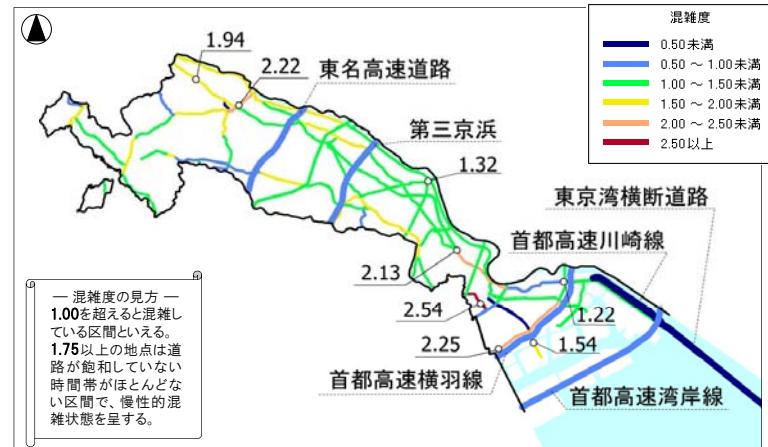 混雑度
0.50未満
0.50 ～ 1.00未満
1.00 ～ 1.50未満
1.50 ～ 2.00未満
2.00 ～ 2.50未満
2.50以上
1.94
2.22
東名高速道路
第三京浜
1.32
東京湾横断道路
首都高速川崎線
2.13
2.54
1.22
2.25
1.54
首都高速横羽線
首都高速湾岸線
― 混雑度の見方 ―
1.00を超えると混雑し
ている区間といえる。
1.75以上の地点は道
路が飽和していない
時間帯がほとんどな
い区間で、慢性的混
雑状態を呈する。